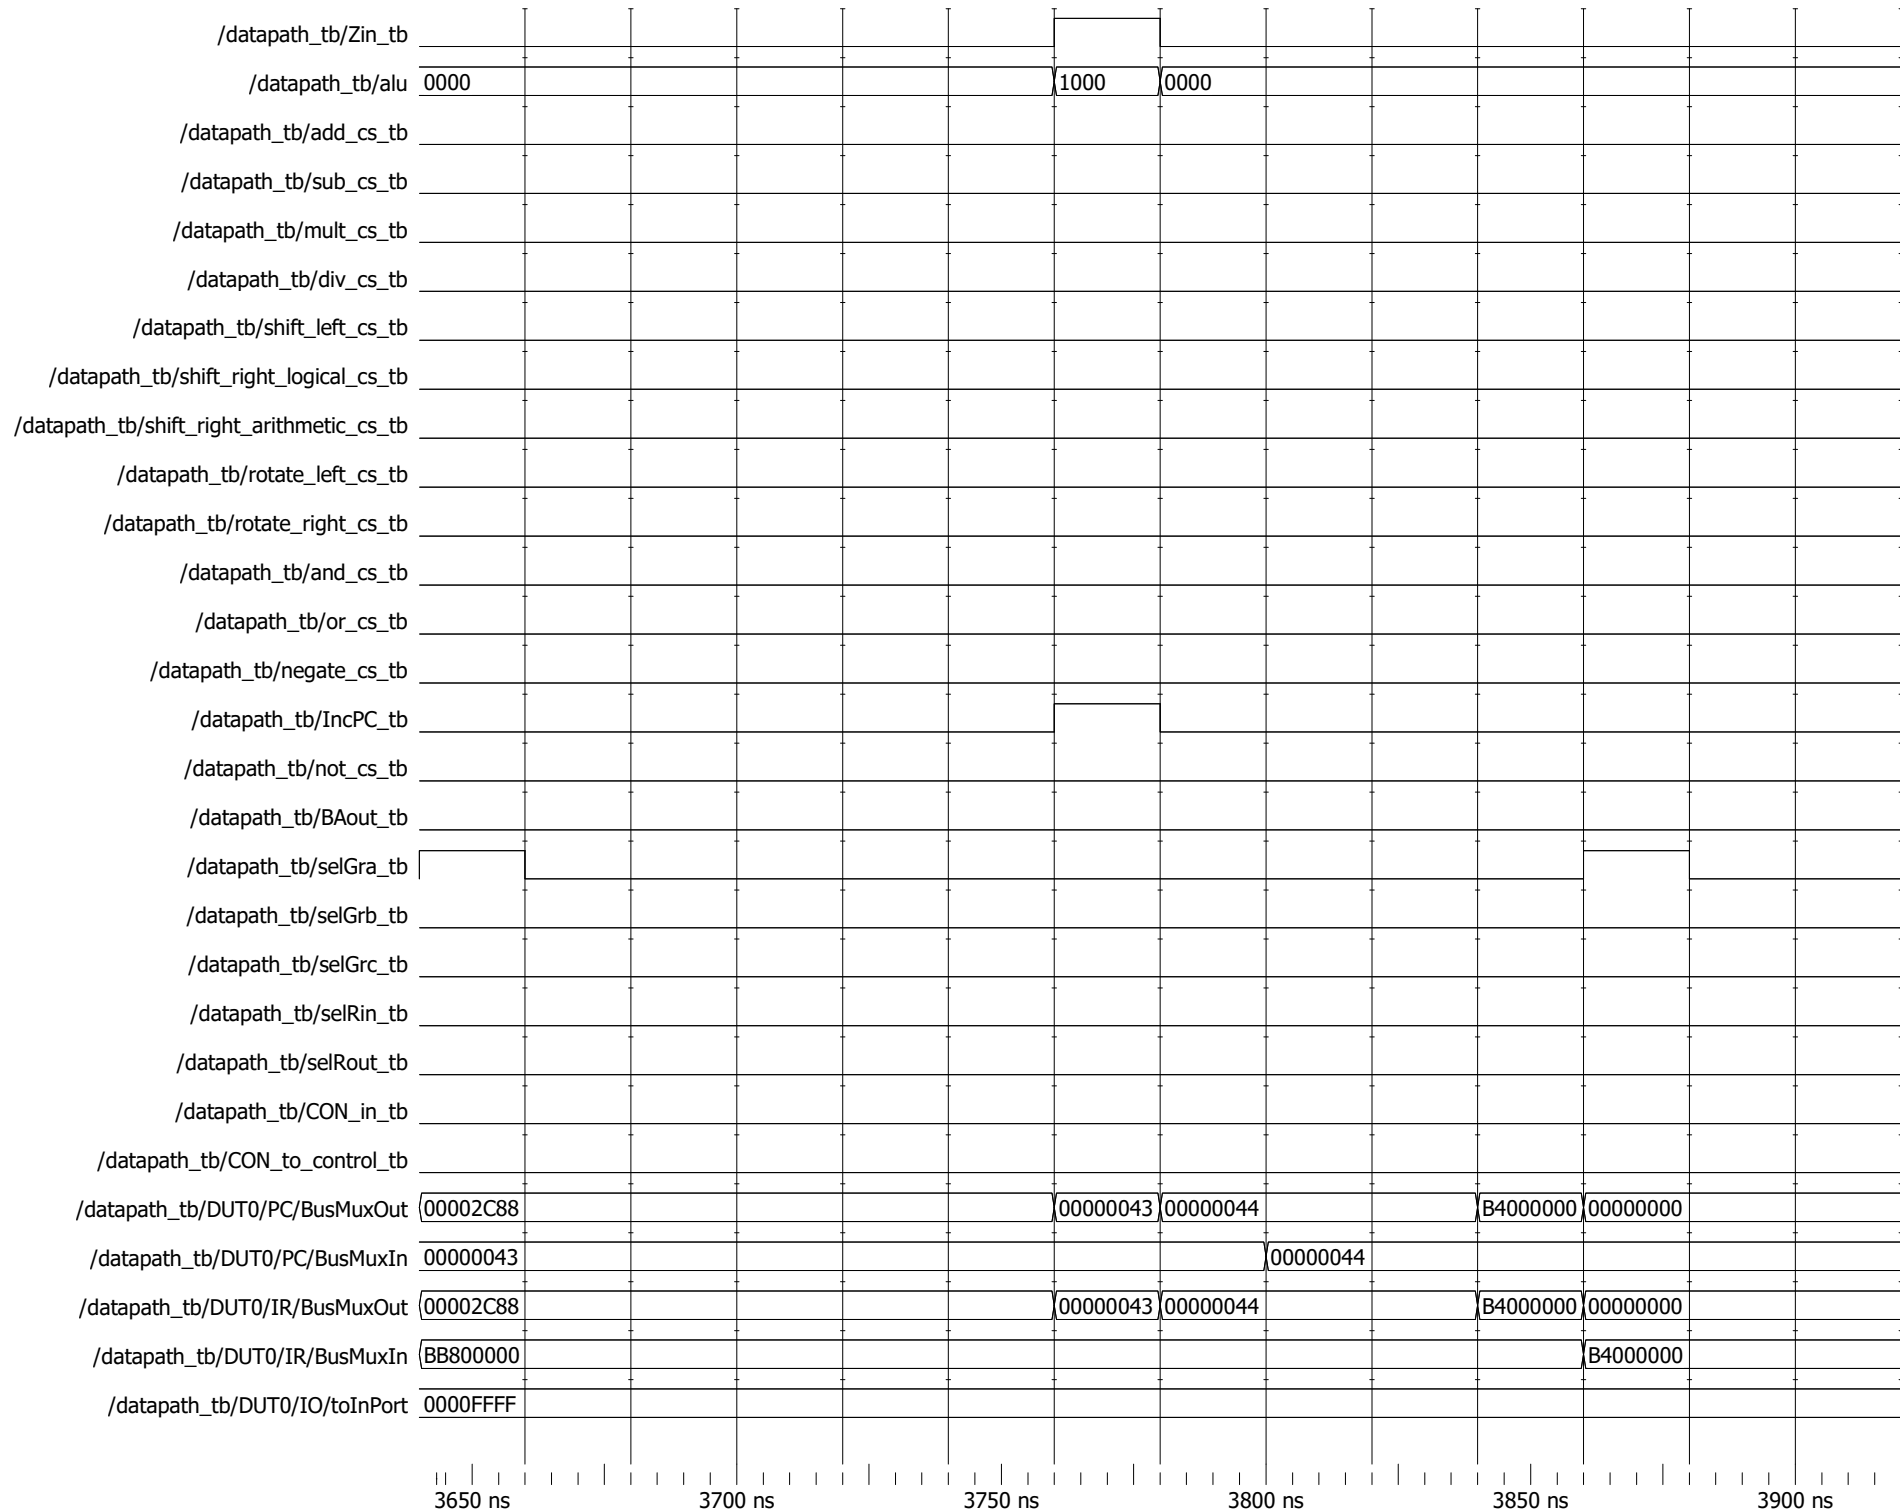 /datapath_tb/Zin_tb
/datapath_tb/alu 0000 1000 0000
/datapath_tb/add_cs_tb
/datapath_tb/sub_cs_tb
/datapath_tb/mult_cs_tb
/datapath_tb/div_cs_tb
/datapath_tb/shift_left_cs_tb
/datapath_tb/shift_right_logical_cs_tb
/datapath_tb/shift_right_arithmetic_cs_tb
/datapath_tb/rotate_left_cs_tb
/datapath_tb/rotate_right_cs_tb
/datapath_tb/and_cs_tb
/datapath_tb/or_cs_tb
/datapath_tb/negate_cs_tb
/datapath_tb/IncPC_tb
/datapath_tb/not_cs_tb
/datapath_tb/BAout_tb
/datapath_tb/selGra_tb
/datapath_tb/selGrb_tb
/datapath_tb/selGrc_tb
/datapath_tb/selRin_tb
/datapath_tb/selRout_tb
/datapath_tb/CON_in_tb
/datapath_tb/CON_to_control_tb
/datapath_tb/DUT0/PC/BusMuxOut 00002C88 00000043 00000044 B4000000 00000000
/datapath_tb/DUT0/PC/BusMuxIn 00000043 00000044
/datapath_tb/DUT0/IR/BusMuxOut 00002C88 00000043 00000044 B4000000 00000000
/datapath_tb/DUT0/IR/BusMuxIn BB800000 B4000000
/datapath_tb/DUT0/IO/toInPort 0000FFFF
3650 ns 3700 ns 3750 ns 3800 ns 3850 ns 3900 ns